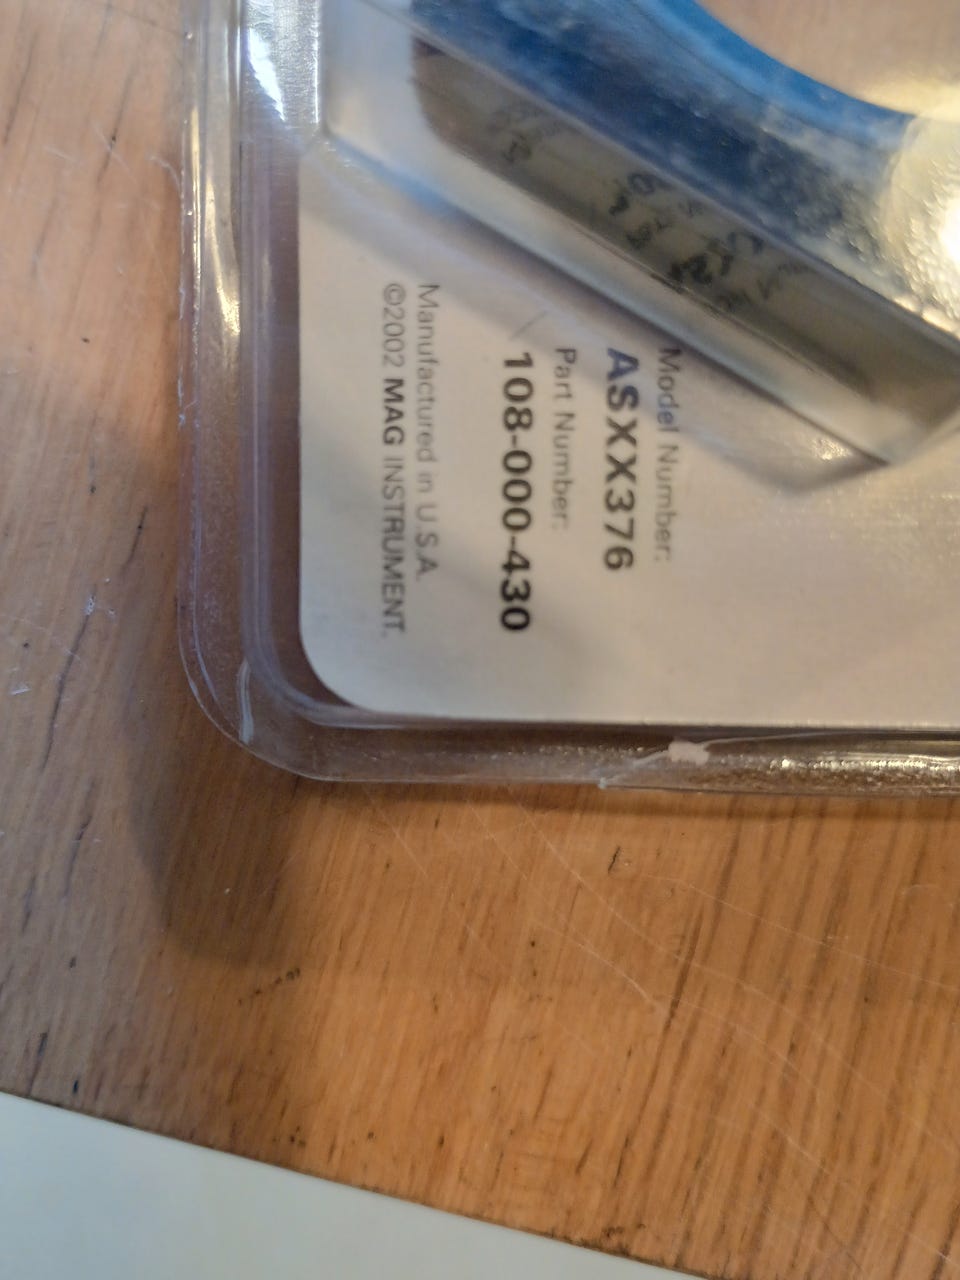 Model Number:
ASXX376
Part Number:
108-000-430
Manufactured in U.S.A.
©2002 MAG INSTRUMENT.